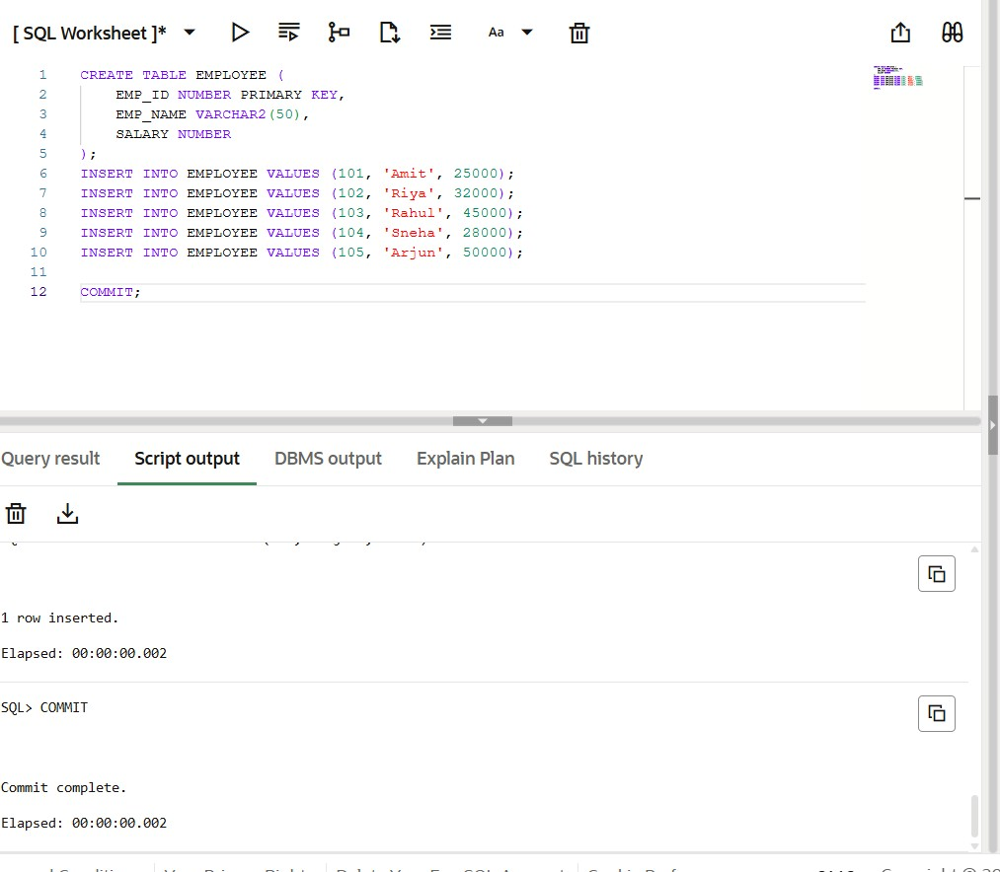 [ SQL Worksheet ]*
Aa
1 CREATE TABLE EMPLOYEE (
2 EMP_ID NUMBER PRIMARY KEY,
3 EMP_NAME VARCHAR2(50),
4 SALARY NUMBER
5 );
6 INSERT INTO EMPLOYEE VALUES (101, 'Amit', 25000);
7 INSERT INTO EMPLOYEE VALUES (102, 'Riya', 32000);
8 INSERT INTO EMPLOYEE VALUES (103, 'Rahul', 45000);
9 INSERT INTO EMPLOYEE VALUES (104, 'Sneha', 28000);
10 INSERT INTO EMPLOYEE VALUES (105, 'Arjun', 50000);
11
12 COMMIT;
Query result Script output DBMS output Explain Plan SQL history
1 row inserted.
Elapsed: 00:00:00.002
SQL> COMMIT
Commit complete.
Elapsed: 00:00:00.002